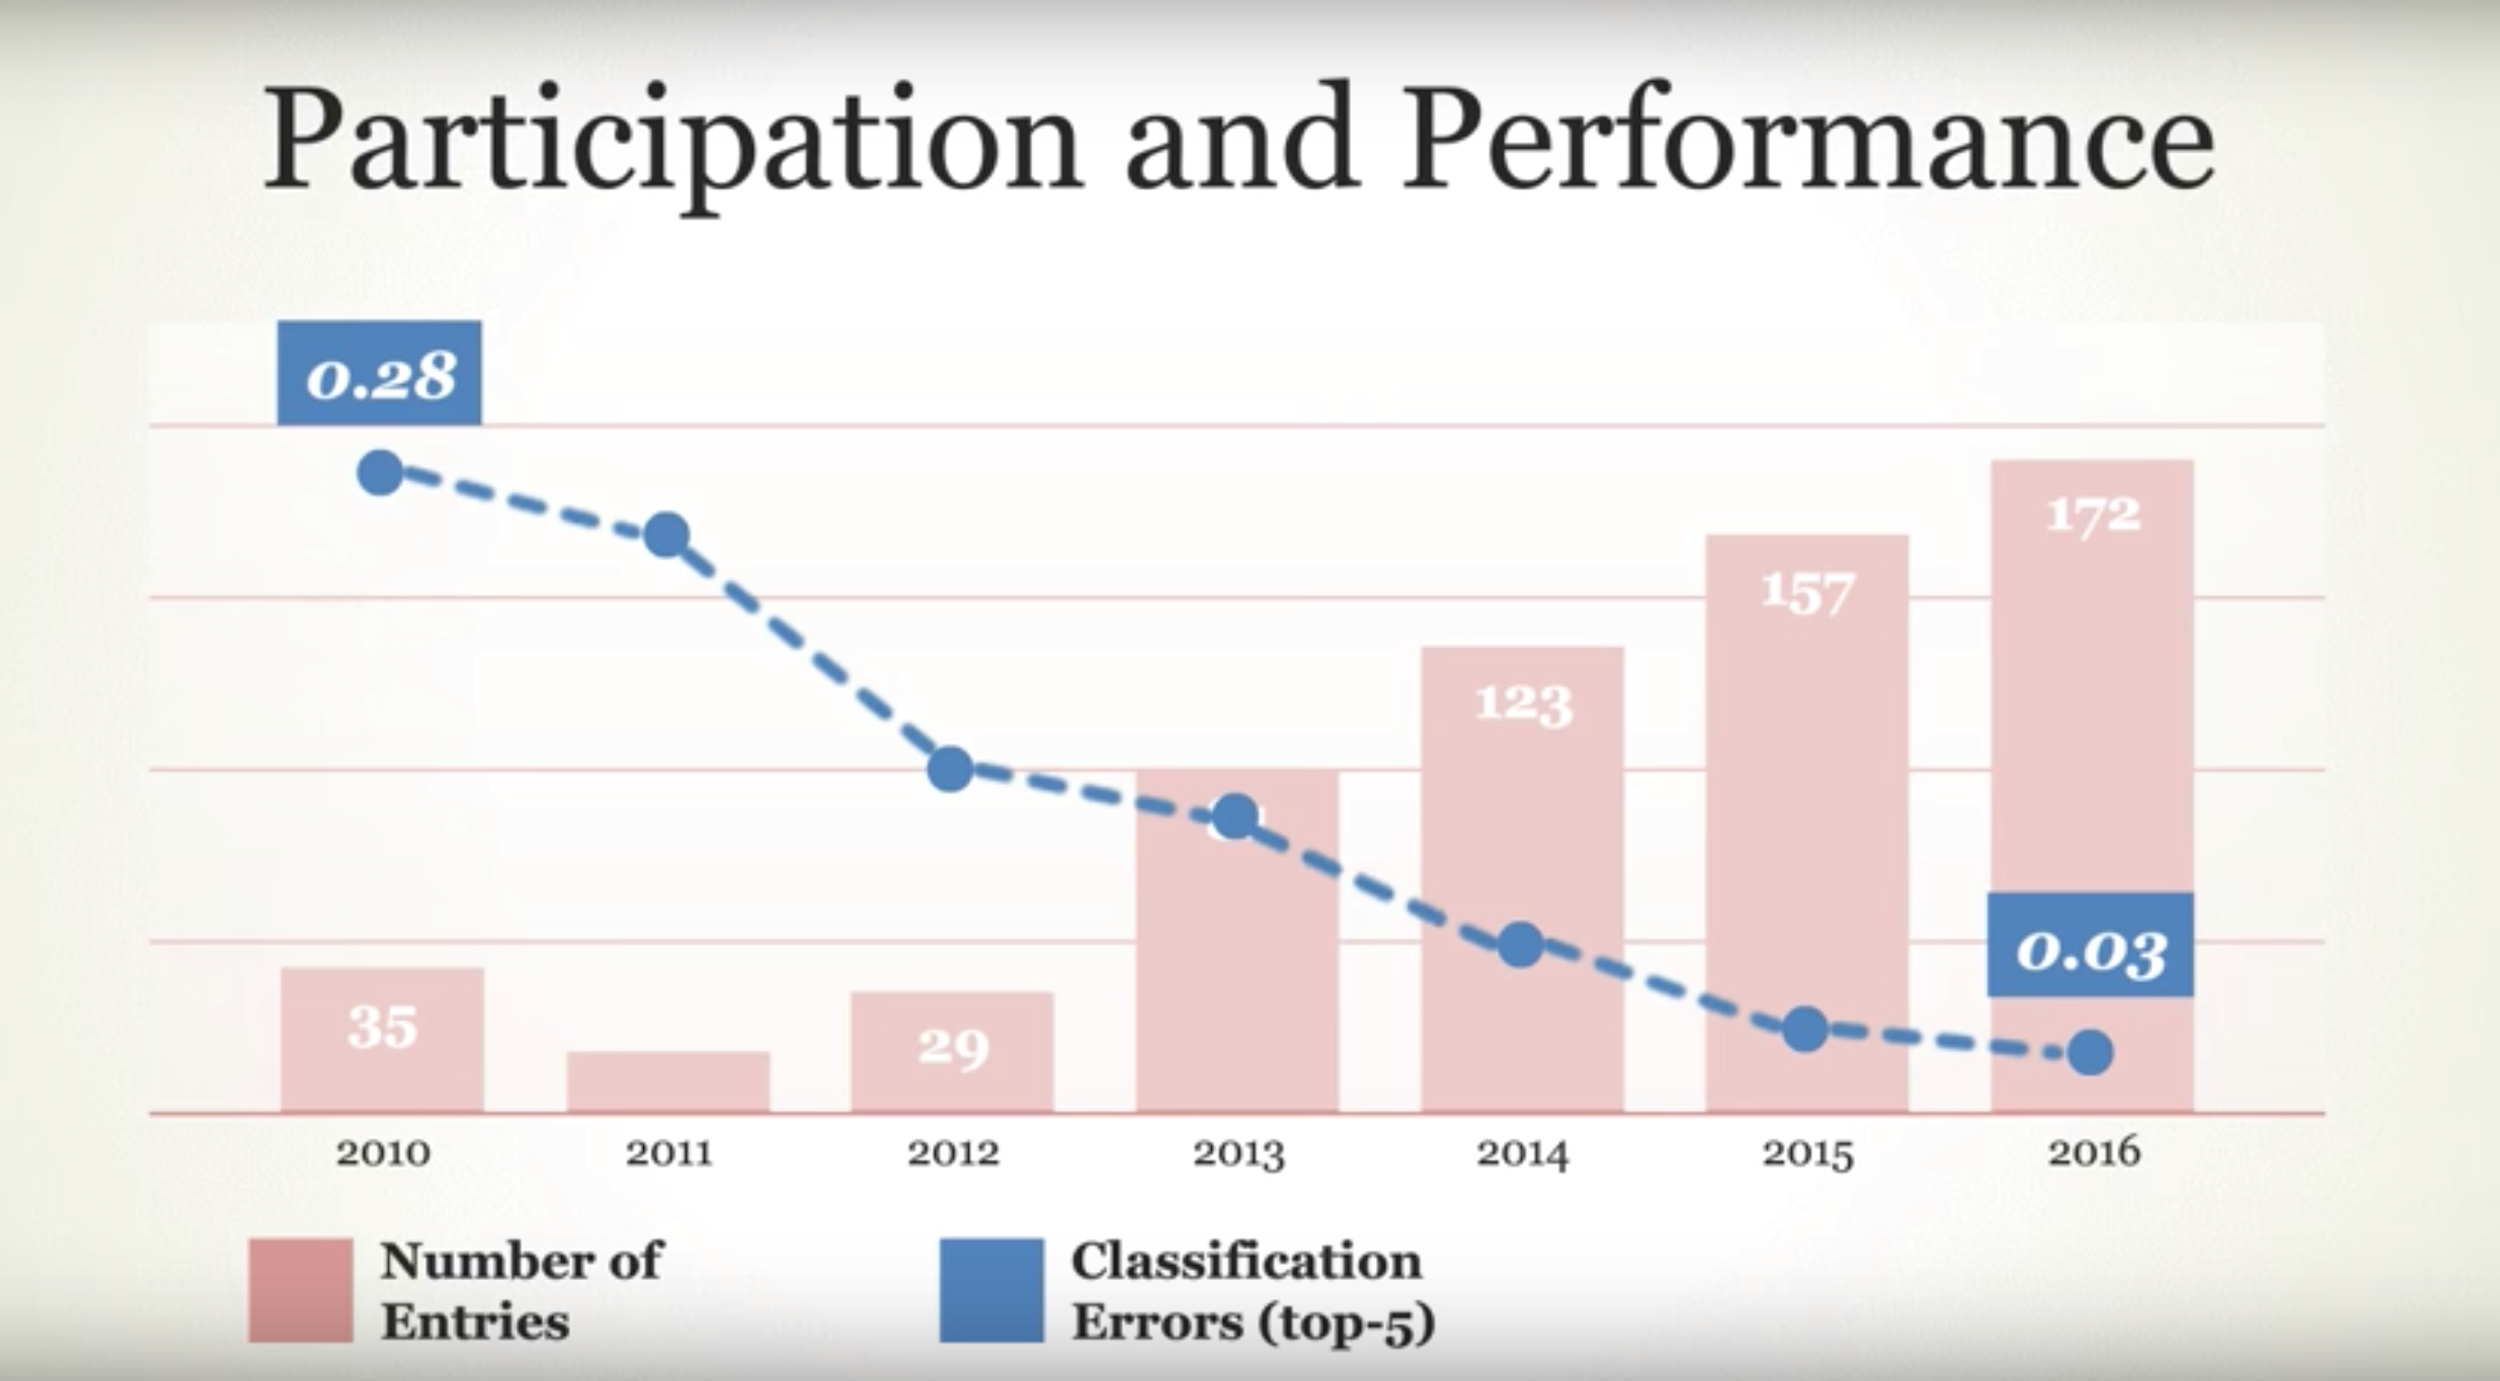 Participation and Performance
0.28
172
157
123
0.03
35
29
2010 2011 2012 2013 2014 2015 2016
Number of
Entries
Classification
Errors (top-5)